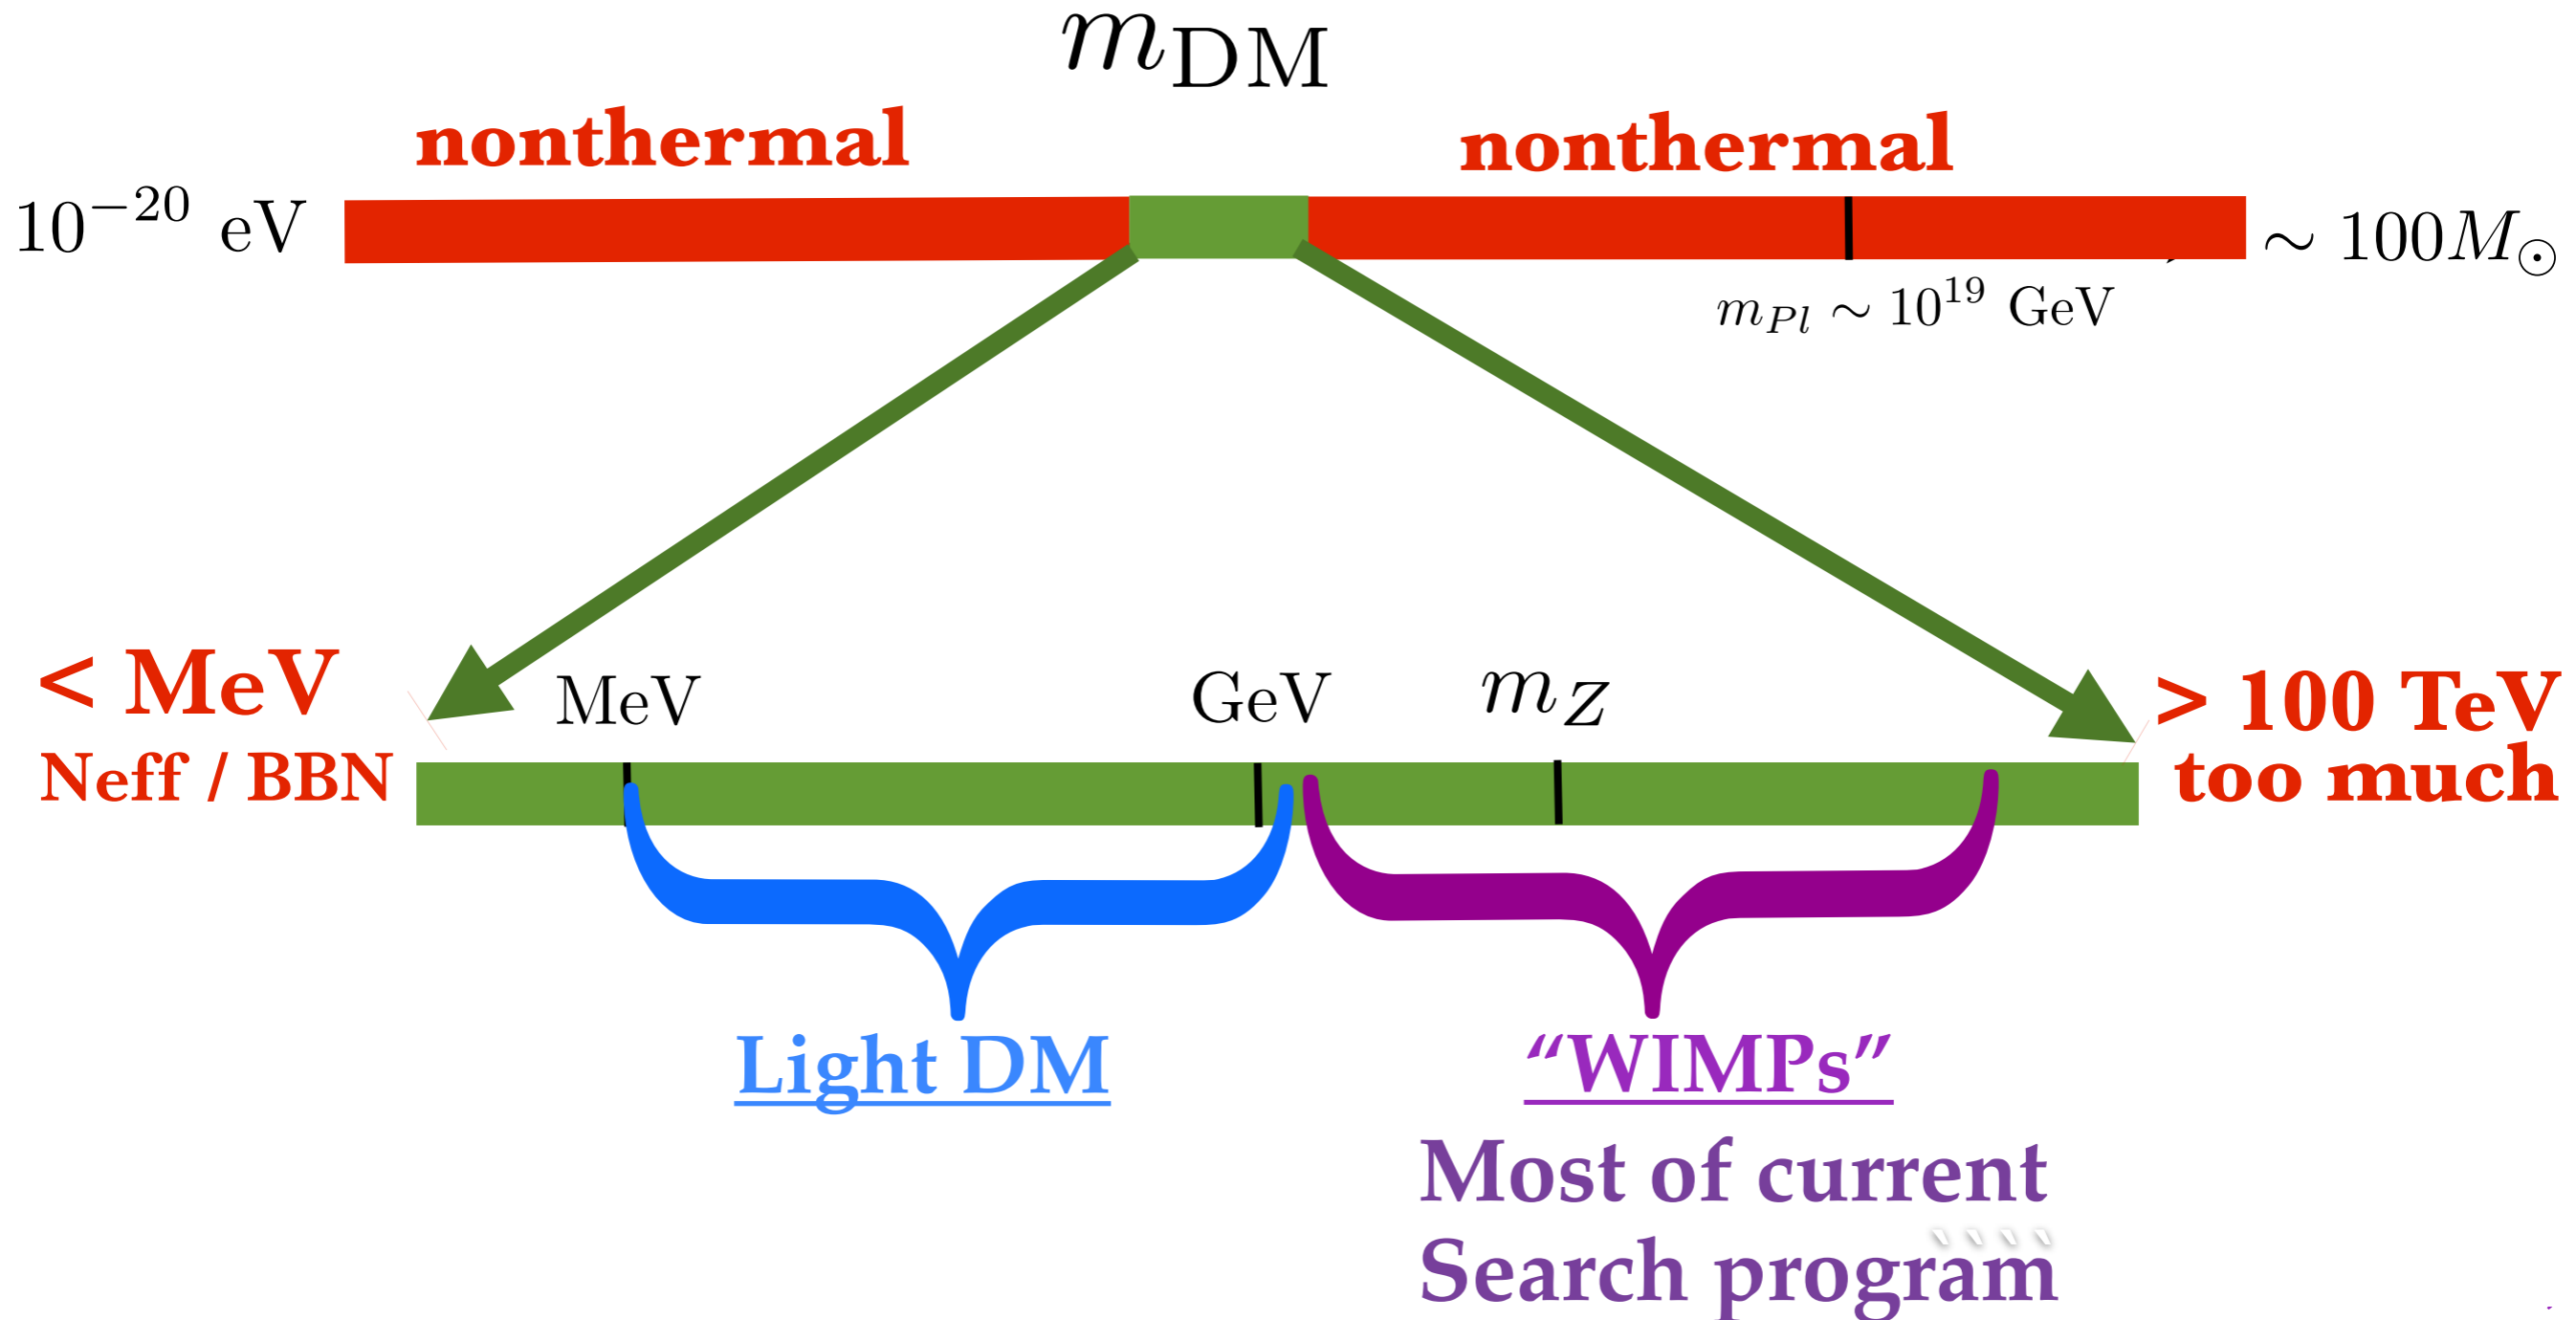 m_DM
nonthermal nonthermal
10^−20 eV ∼ 100M_⊙
m_Pl ∼ 10^19 GeV
< MeV MeV GeV m_Z > 100 TeV
Neff / BBN too much
Light DM “WIMPs”
Most of current
Search program